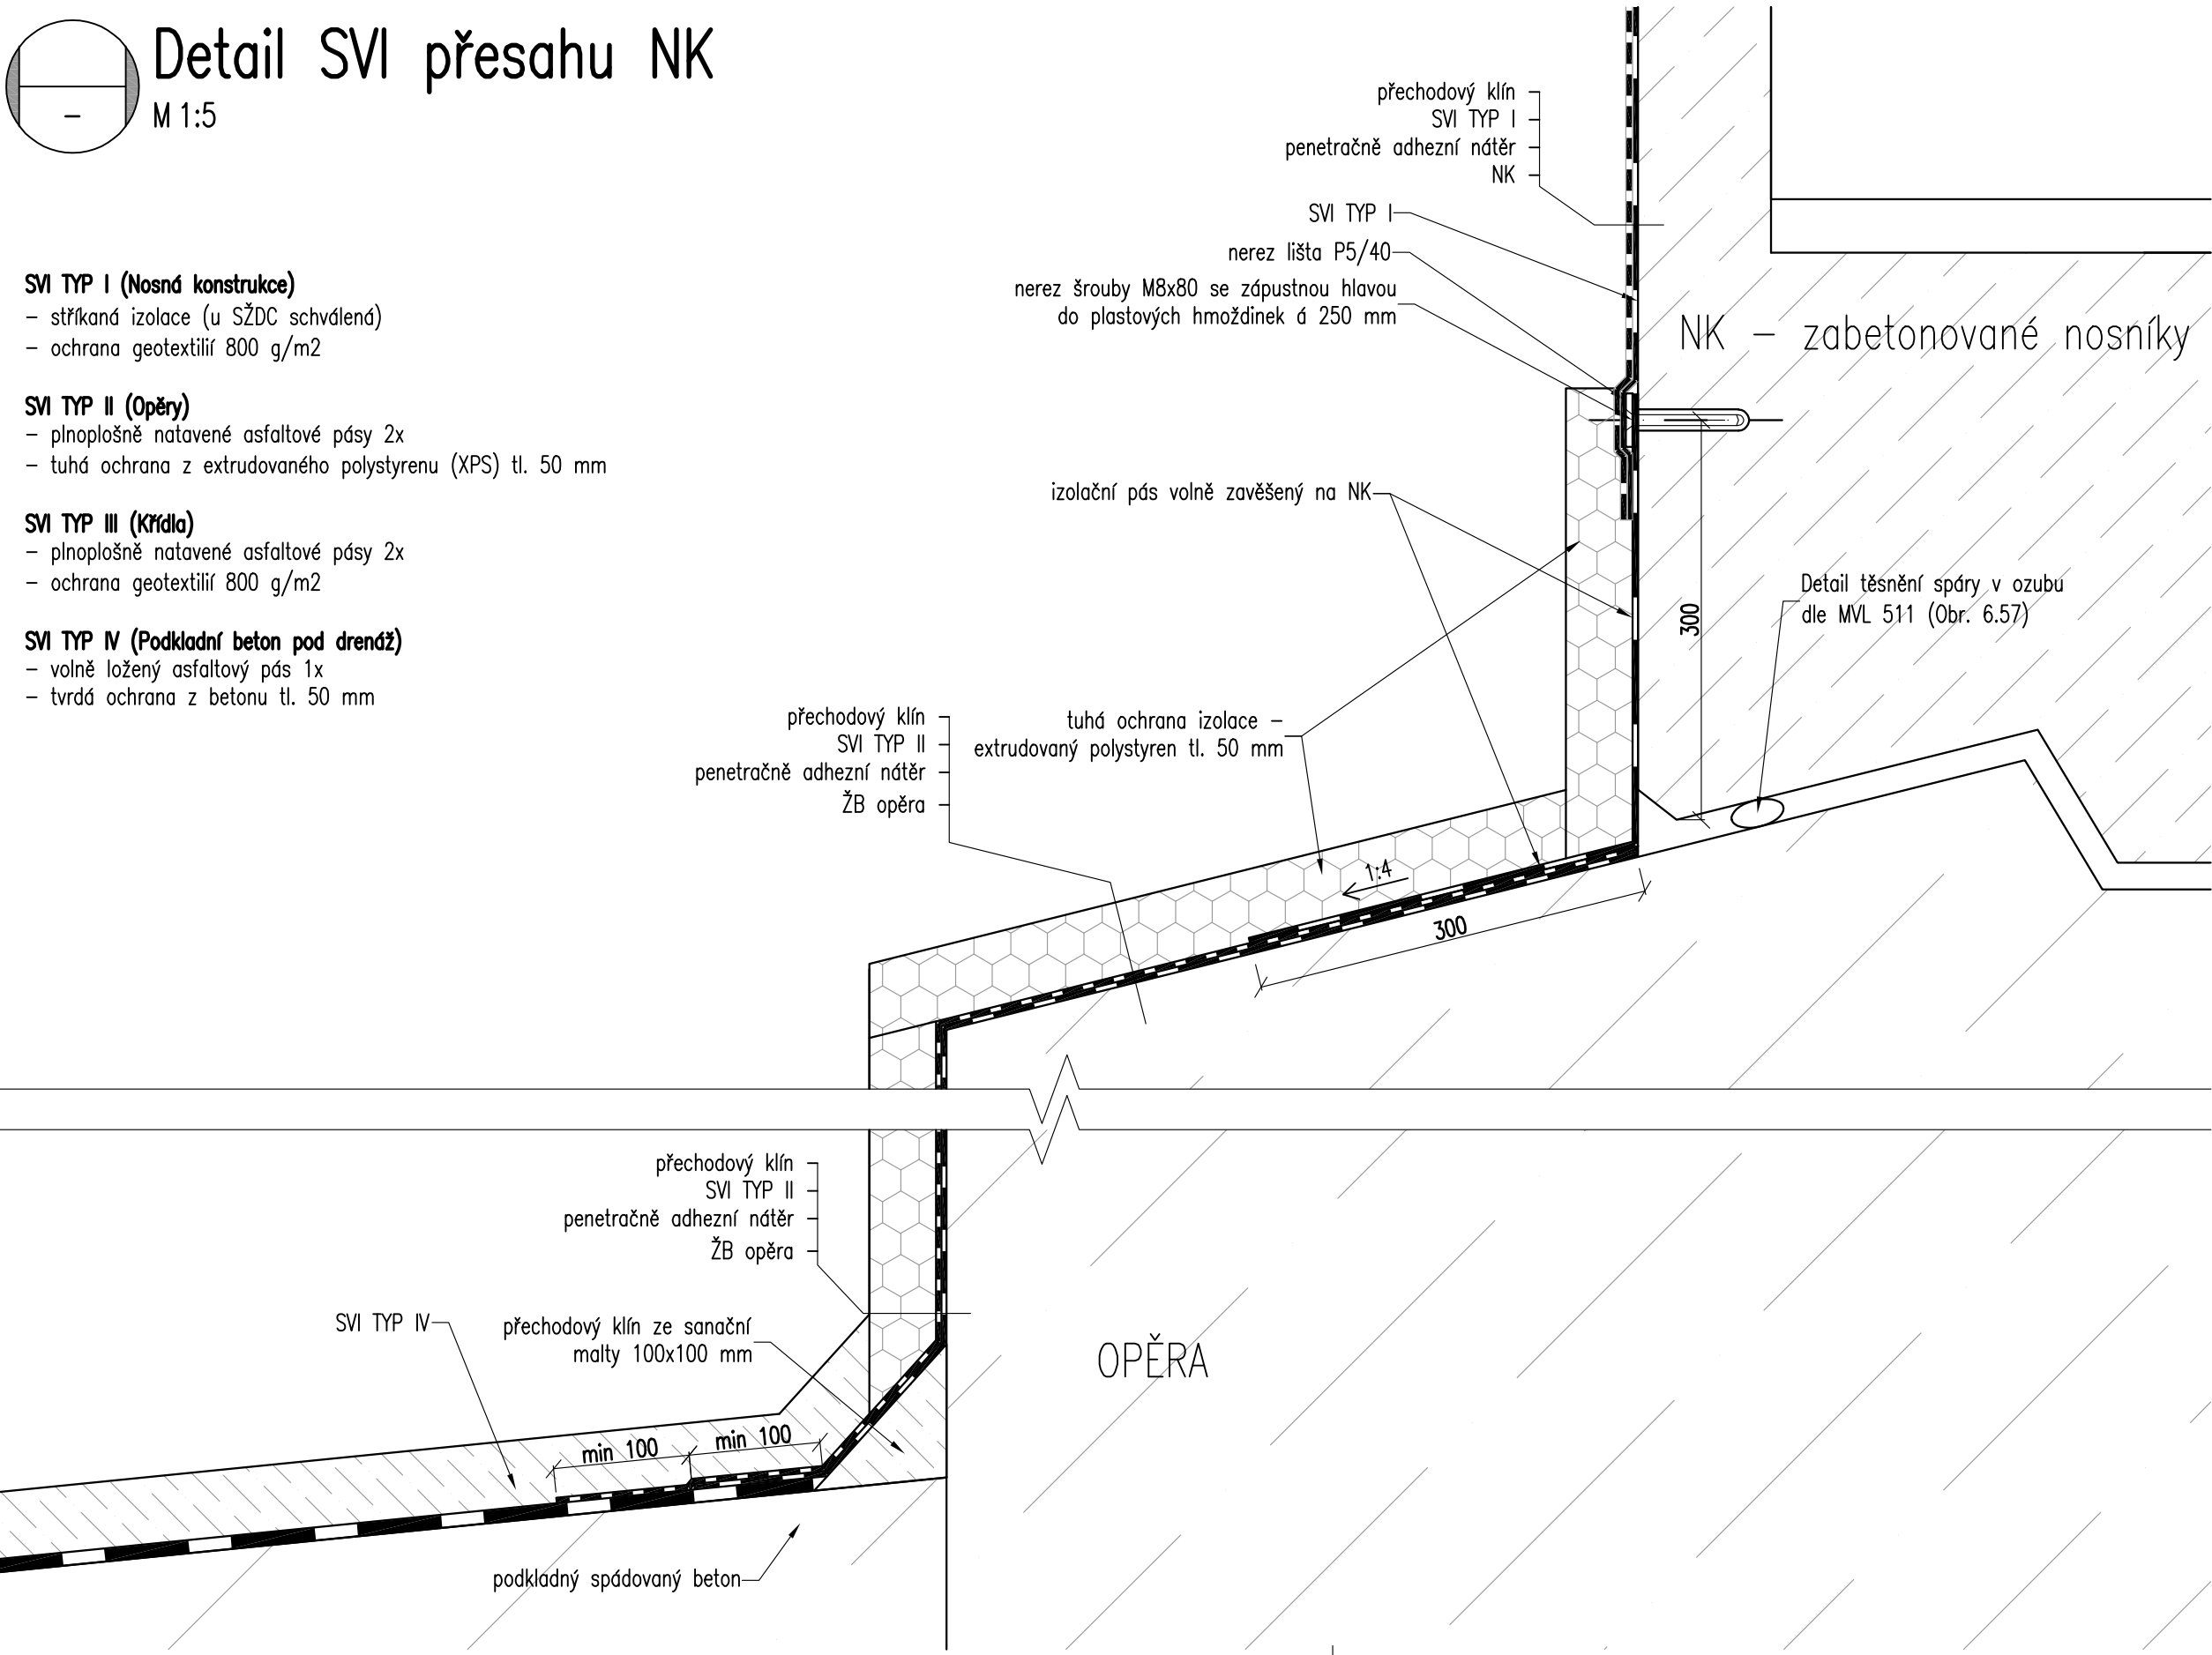 Detail SVI přesahu NK
M 1:5
–
SVI TYP I (Nosná konstrukce)
– stříkaná izolace (u SŽDC schválená)
– ochrana geotextilií 800 g/m2
SVI TYP II (Opěry)
– plnoplošně natavené asfaltové pásy 2x
– tuhá ochrana z extrudovaného polystyrenu (XPS) tl. 50 mm
SVI TYP III (Křídla)
– plnoplošně natavené asfaltové pásy 2x
– ochrana geotextilií 800 g/m2
SVI TYP IV (Podkladní beton pod drenáž)
– volně ložený asfaltový pás 1x
– tvrdá ochrana z betonu tl. 50 mm
přechodový klín
SVI TYP I
penetračně adhezní nátěr
NK
SVI TYP I
nerez lišta P5/40
nerez šrouby M8x80 se zápustnou hlavou
do plastových hmoždinek á 250 mm
NK – zabetonované nosníky
izolační pás volně zavěšený na NK
300
Detail těsnění spáry v ozubu
dle MVL 511 (Obr. 6.57)
přechodový klín
SVI TYP II
penetračně adhezní nátěr
ŽB opěra
tuhá ochrana izolace –
extrudovaný polystyren tl. 50 mm
1:4
300
přechodový klín
SVI TYP II
penetračně adhezní nátěr
ŽB opěra
SVI TYP IV
přechodový klín ze sanační
malty 100x100 mm
OPĚRA
min 100
min 100
podkladný spádovaný beton